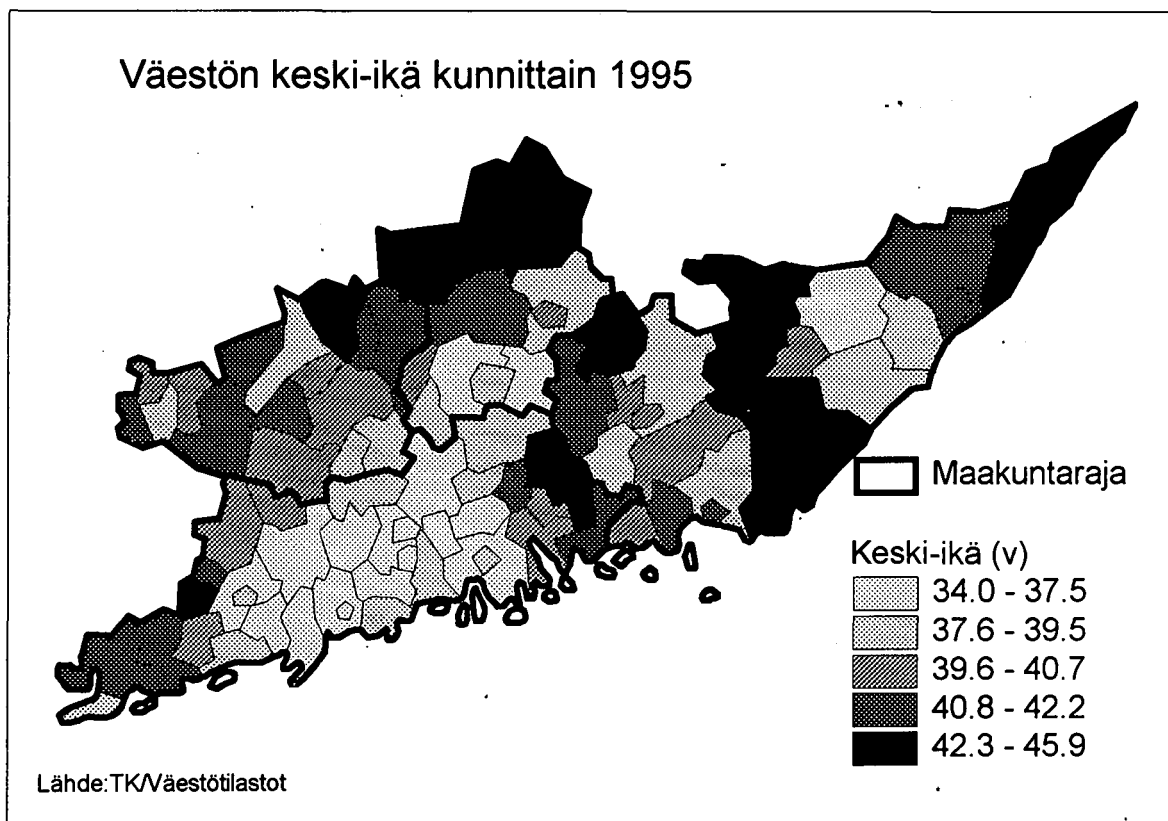 Väestön keski-ikä kunnittain 1995
Maakuntaraja
Keski-ikä (v)
34.0 - 37.5
37.6 - 39.5
39.6 - 40.7
40.8 - 42.2
42.3 - 45.9
Lähde:TK/Väestötilastot